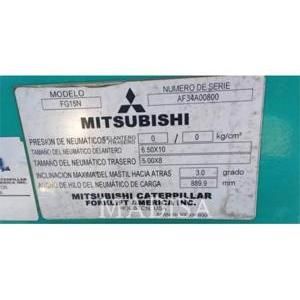 MODELO
NUMERO DE SERIE
FG15N
AF34A00800
MITSUBISHI
PRESION DE NEUMATICOS DELANTERO 0 / 0 kg/cm²
TRASERO
TAMAÑO DEL NEUMATICO DELANTERO 6.50X10
TAMAÑO DEL NEUMATICO TRASERO 5.00X8
INCLINACION MAXIMA DEL MASTIL HACIA ATRAS 3.0 grado
ANCHO DE HILO DEL NEUMATICO DE CARGA 889.9 mm
MITSUBISHI CATERPILLAR
FORKLIFT AMERICA INC.